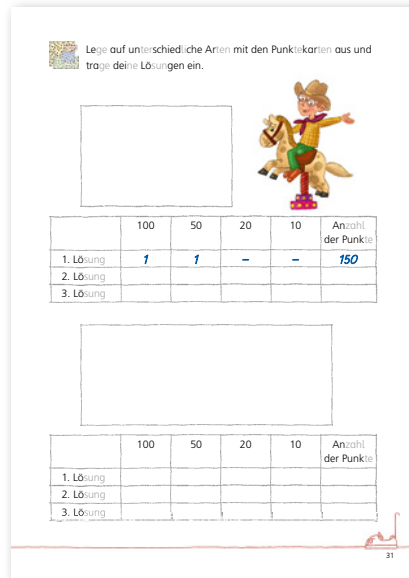 Lege auf unterschiedliche Arten mit den Punktekarten aus und
trage deine Lösungen ein.
100 50 20 10 Anzahl
der Punkte
1. Lösung 1 1 – – 150
2. Lösung
3. Lösung
100 50 20 10 Anzahl
der Punkte
1. Lösung
2. Lösung
3. Lösung
31